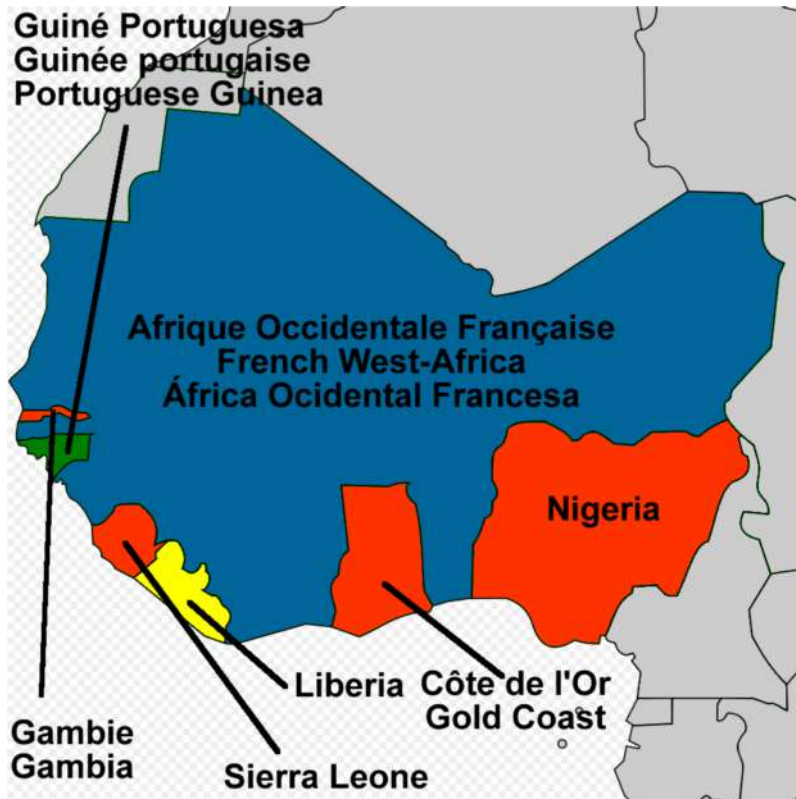 Guiné Portuguesa
Guinée portugaise
Portuguese Guinea
Afrique Occidentale Française
French West-Africa
África Ocidental Francesa
Nigeria
Liberia
Côte de l'Or
Gold Coast
Gambie
Gambia
Sierra Leone